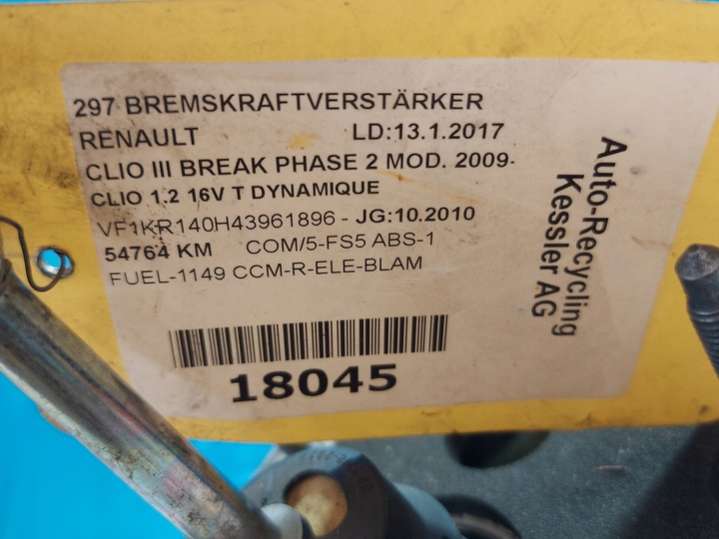 297 BREMSKRAFTVERSTÄRKER
RENAULT LD:13.1.2017
CLIO III BREAK PHASE 2 MOD. 2009-
CLIO 1.2 16V T DYNAMIQUE
VF1KR140H43961896 - JG:10.2010
54764 KM COM/5-FS5 ABS-1
FUEL-1149 CCM-R-ELE-BLAM
18045
Auto-Recycling
Kessler AG